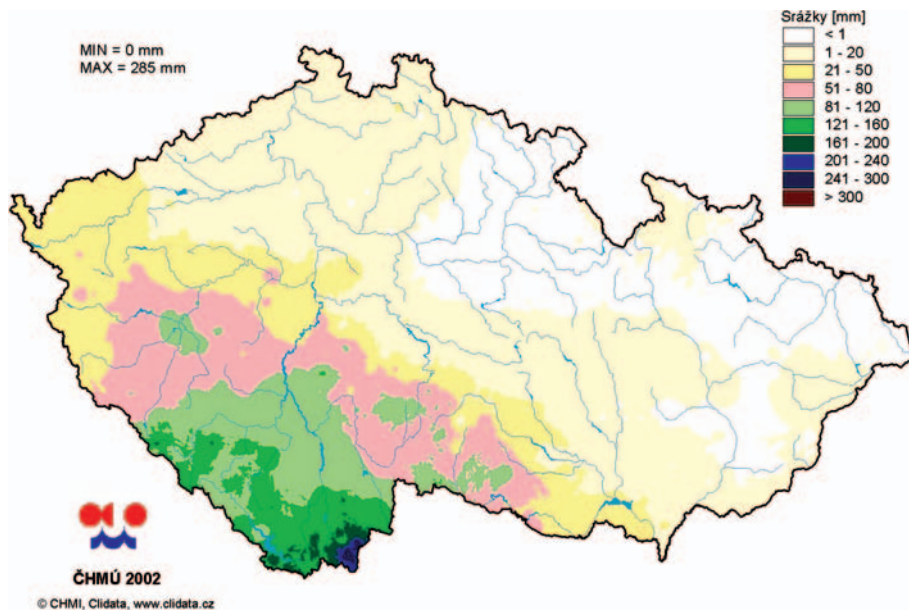 Srážky [mm]
MIN = 0 mm
MAX = 285 mm
< 1
1 - 20
21 - 50
51 - 80
81 - 120
121 - 160
161 - 200
201 - 240
241 - 300
> 300
ČHMÚ 2002
© CHMI, Clidata, www.clidata.cz